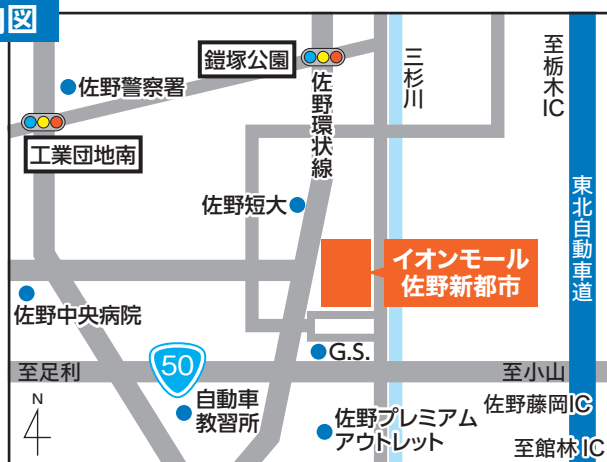 図
鎧塚公園
佐野警察署
工業団地南
佐野環状線
三杉川
至栃木IC
東北自動車道
佐野短大
イオンモール
佐野新都市
佐野中央病院
G.S.
至足利
50
至小山
N
自動車
教習所
佐野プレミアム
アウトレット
佐野藤岡IC
至館林IC